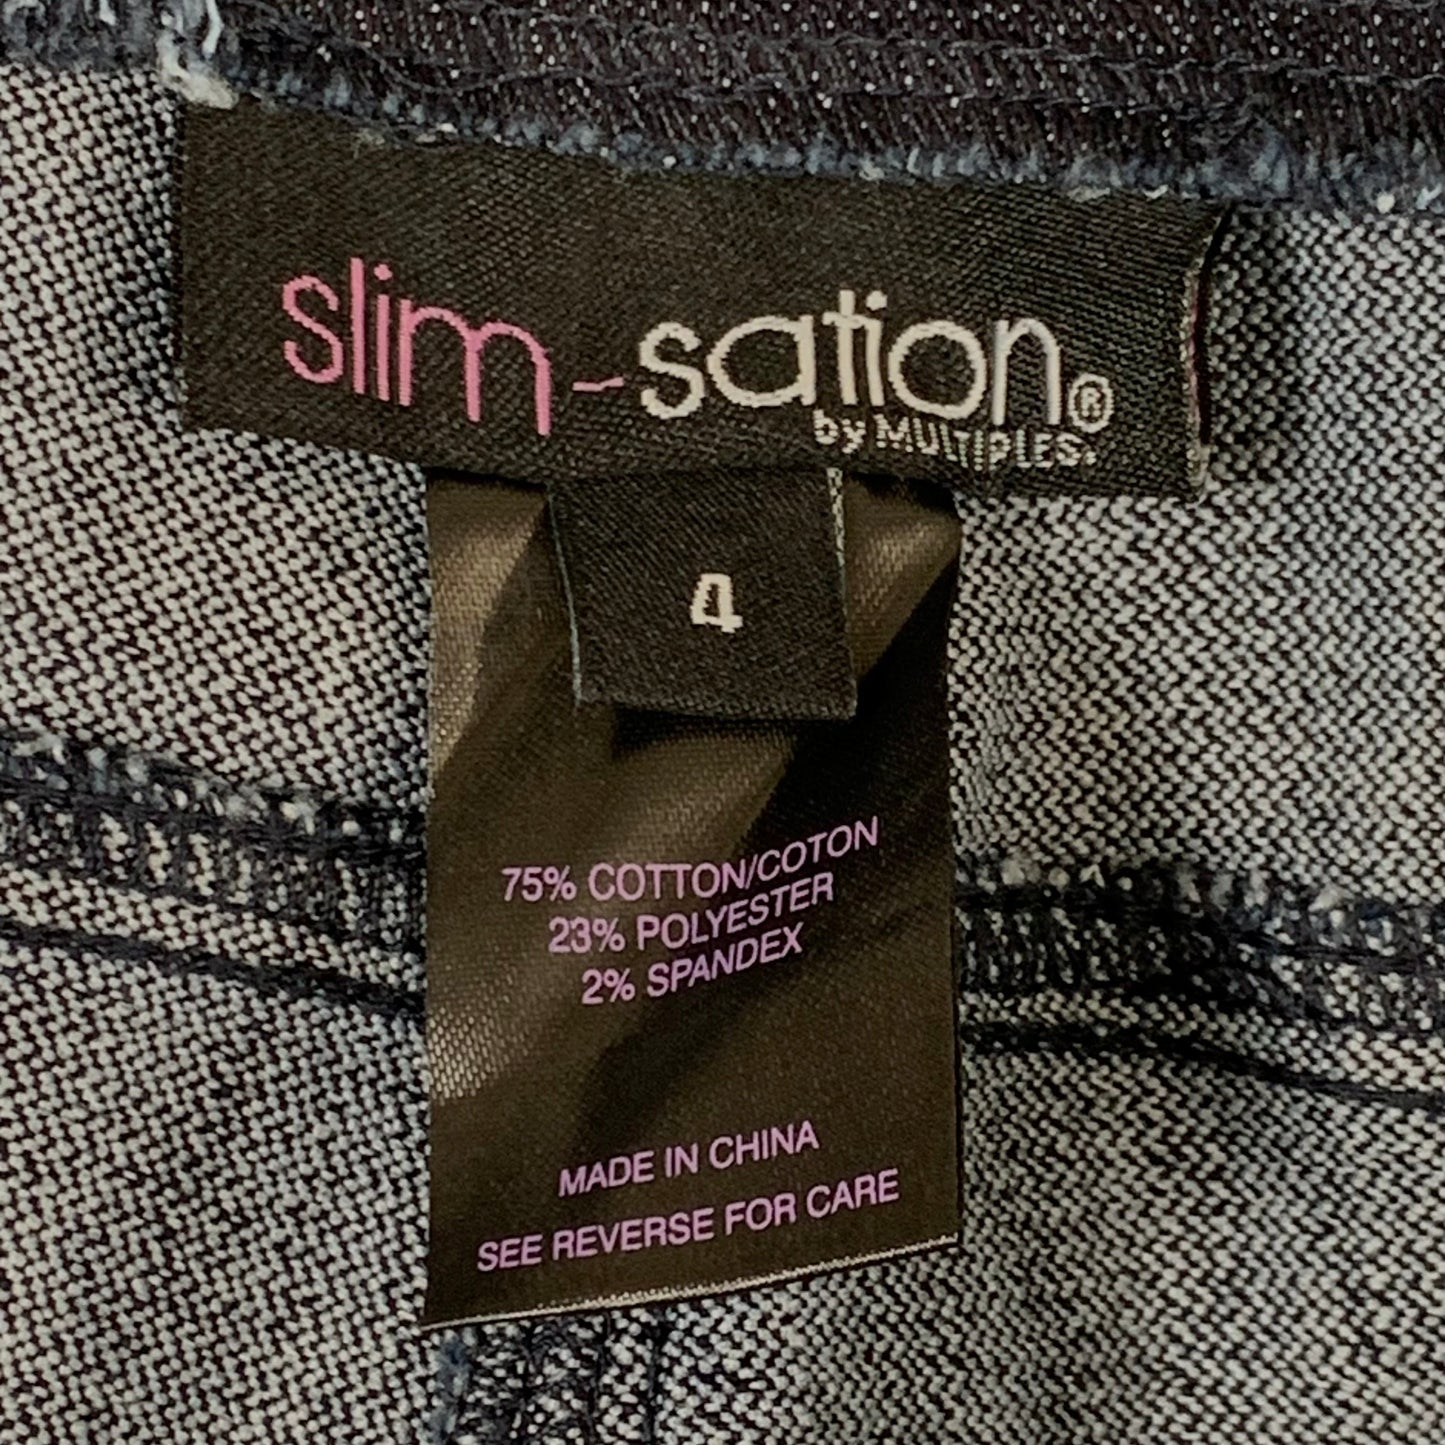 slim-sation®
by MULTIPLES.
4
75% COTTON/COTON
23% POLYESTER
2% SPANDEX
MADE IN CHINA
SEE REVERSE FOR CARE